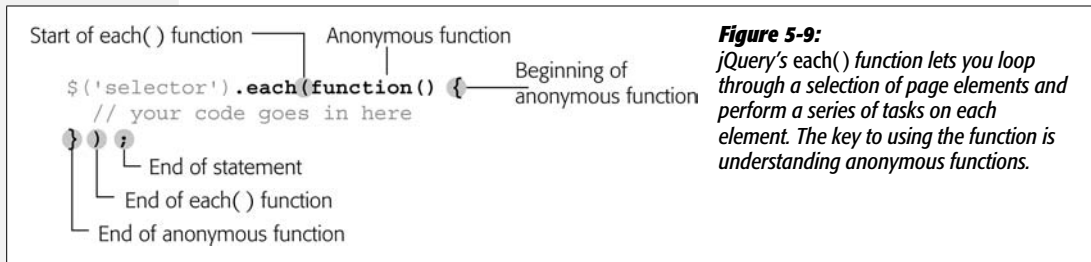 Start of each( ) function
Anonymous function
Beginning of
anonymous function
$('selector').each(function() {
// your code goes in here
} ) ;
End of statement
End of each( ) function
End of anonymous function
Figure 5-9:
jQuery’s each( ) function lets you loop
through a selection of page elements and
perform a series of tasks on each
element. The key to using the function is
understanding anonymous functions.